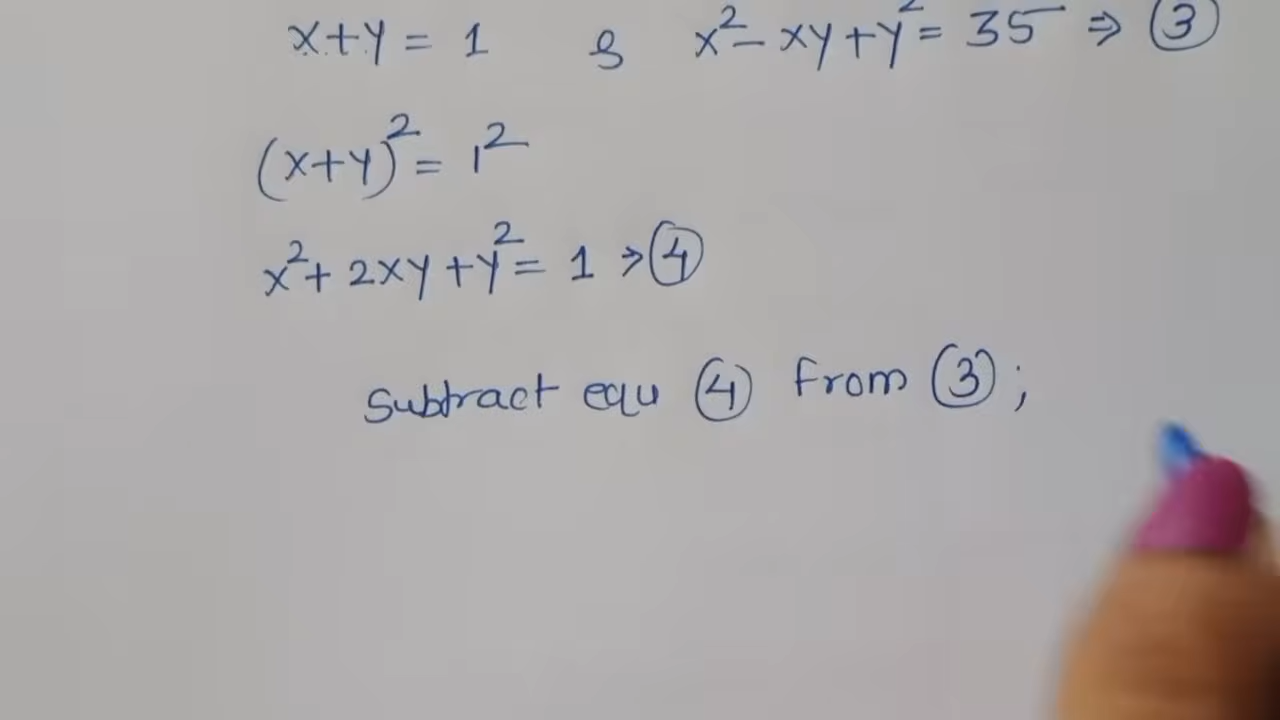 x+y = 1 & x² - xy + y² = 35 ⇒ ③
(x+y)² = 1²
x² + 2xy + y² = 1 ⇒ ④
Subtract equ ④ from ③ ;